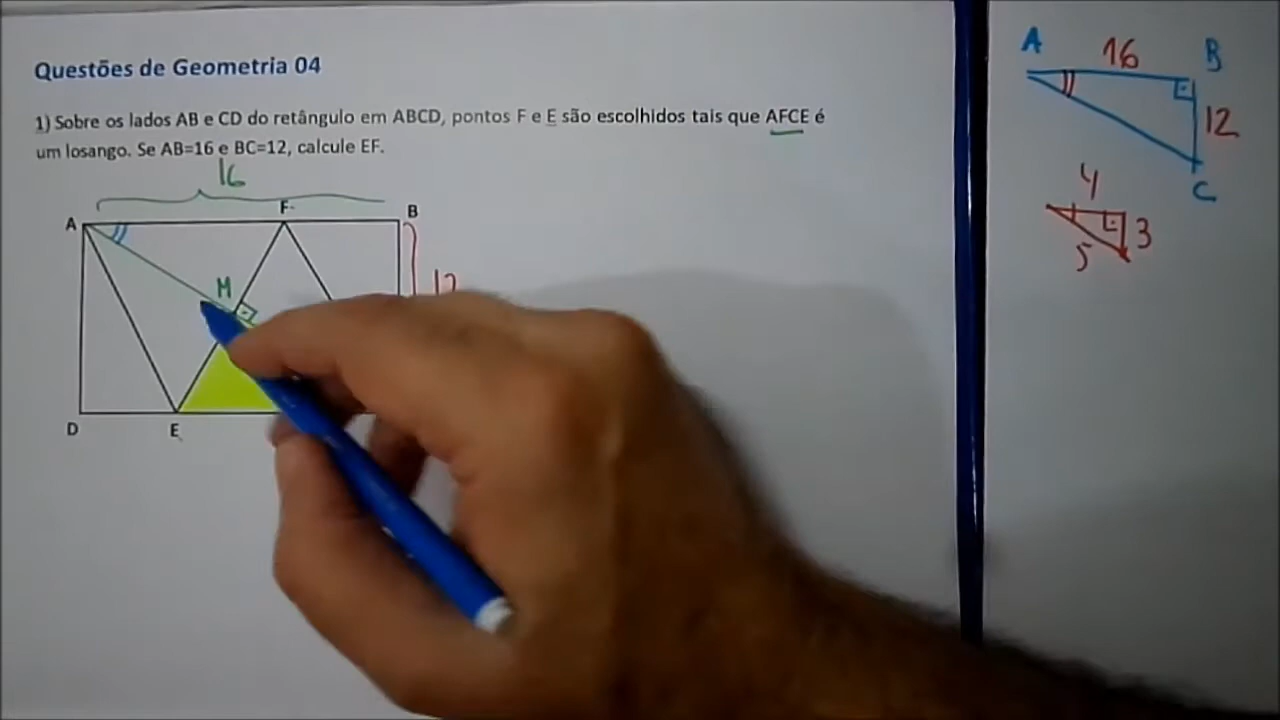 Questões de Geometria 04
1) Sobre os lados AB e CD do retângulo em ABCD, pontos F e E são escolhidos tais que AFCE é
um losango. Se AB=16 e BC=12, calcule EF.
16
A F B
M 12
D E
A 16 B
12
C
4
3
5